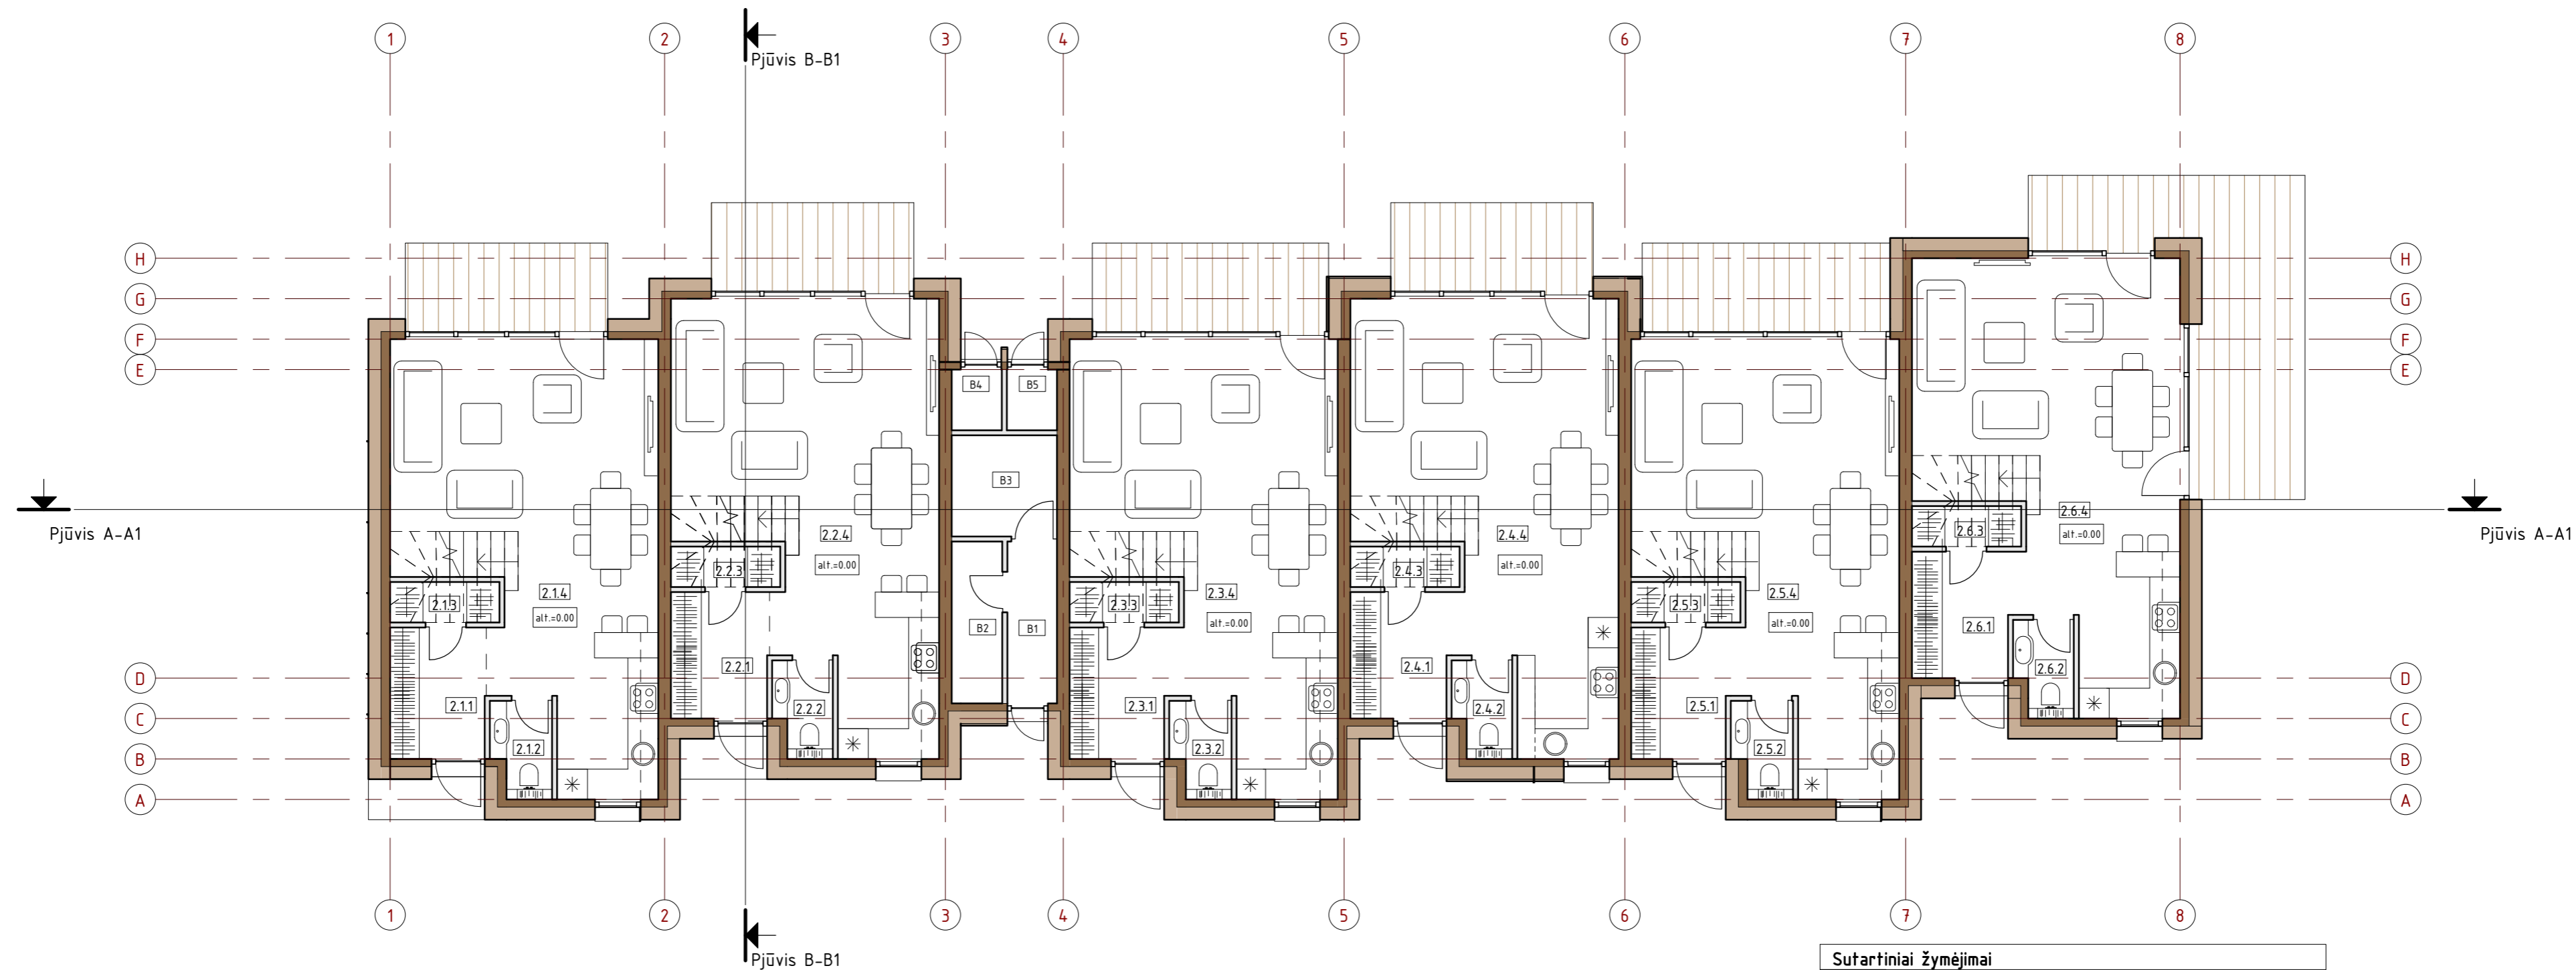 1 2 3 4 5 6 7 8
Pjūvis B-B1
H H
G G
F F
E E
B4 B5
B3
Pjūvis A-A1 Pjūvis A-A1
2.2.4 2.4.4 2.6.4
alt.=0.00 alt.=0.00 alt.=0.00
2.6.3
2.2.3 2.4.3
2.1.4 2.3.4 2.5.4
alt.=0.00 alt.=0.00 alt.=0.00
2.1.3 2.3.3 2.5.3
B2 B1
2.6.1
2.2.1 2.4.1 2.6.2
D D
2.1.1 2.2.2 2.3.1 2.4.2 2.5.1
C C
2.1.2 2.3.2 2.5.2
B B
A A
1 2 3 4 5 6 7 8
Pjūvis B-B1
Sutartiniai žymėjimai